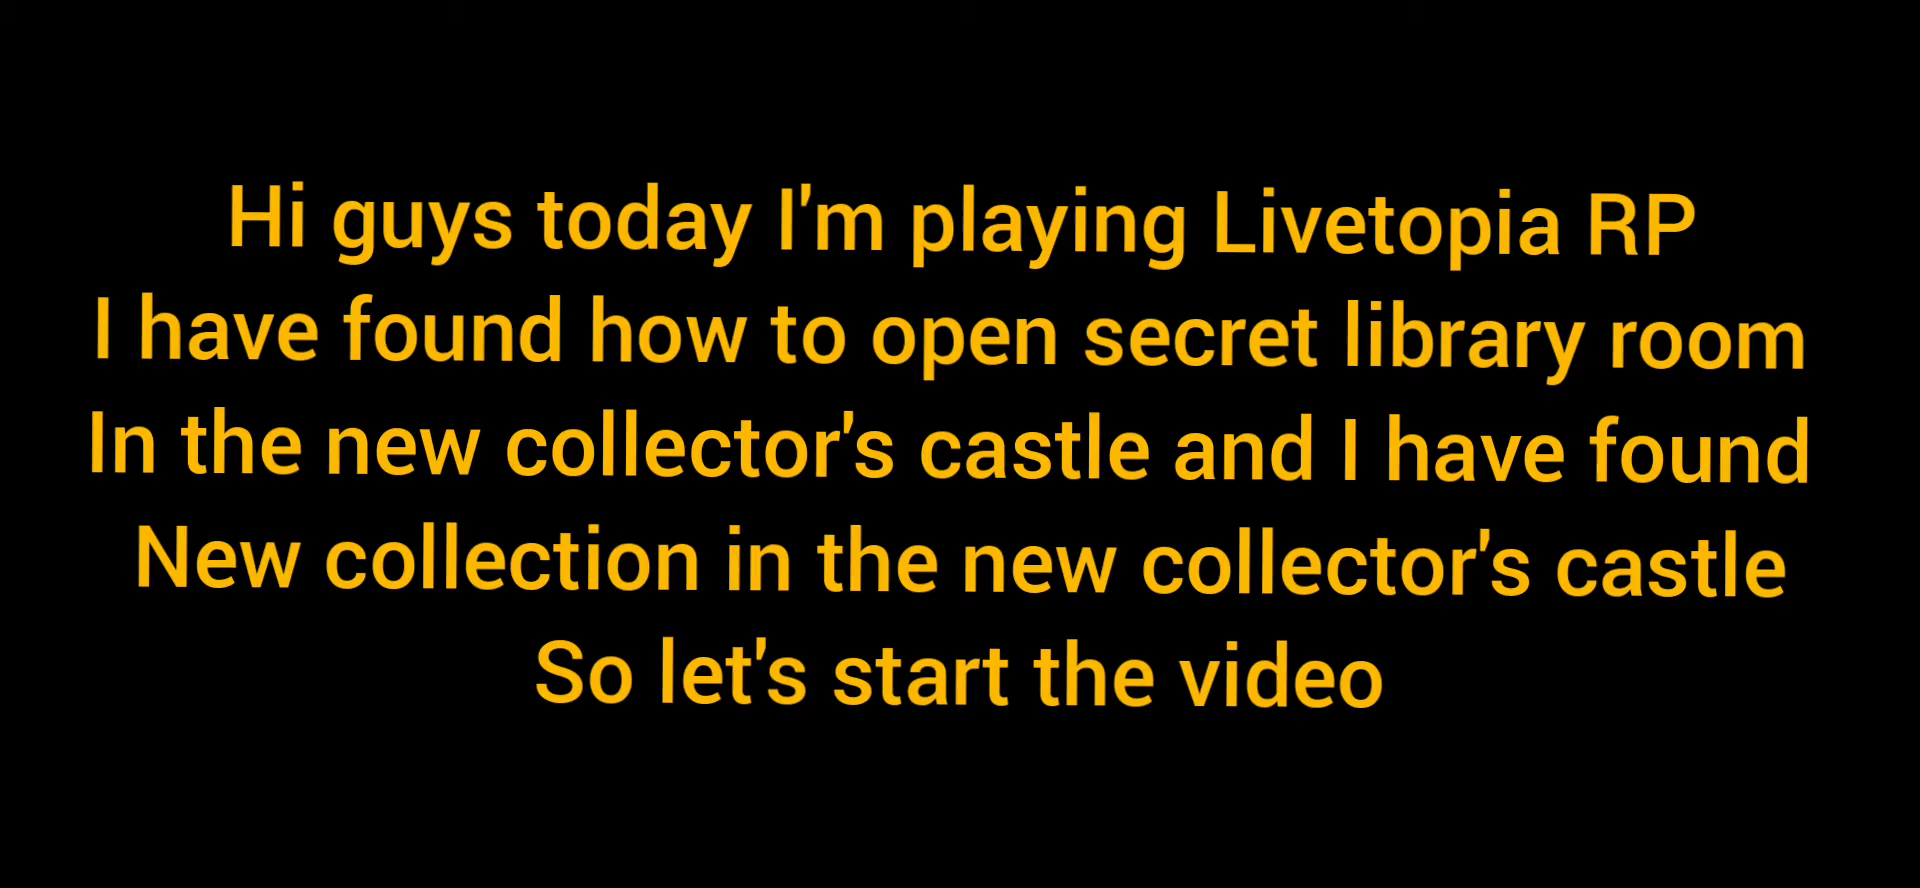 Hi guys today I'm playing Livetopia RP
I have found how to open secret library room
In the new collector's castle and I have found
New collection in the new collector's castle
So let's start the video